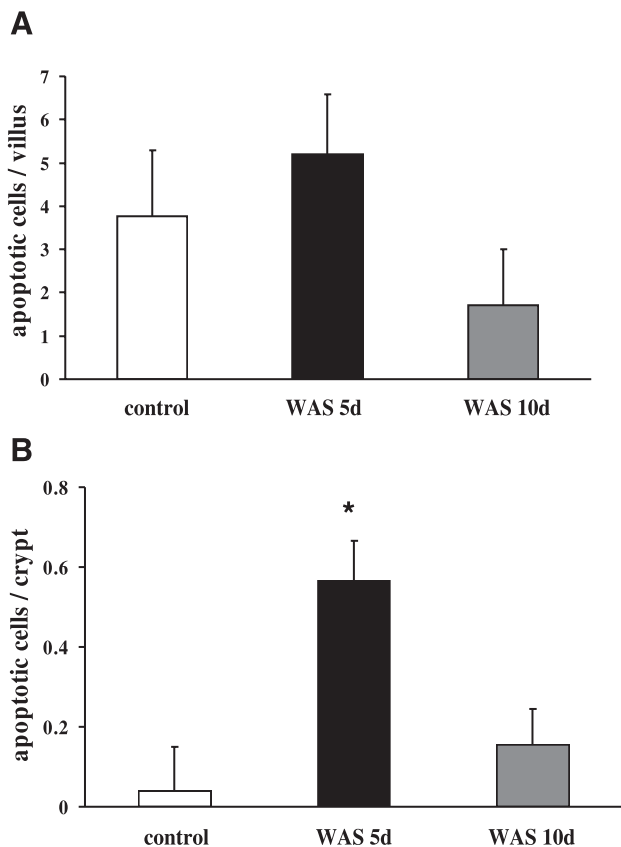 A
apoptotic cells / villus
7
6
5
4
3
2
1
0
control WAS 5d WAS 10d
B
apoptotic cells / crypt
0.8
*
0.6
0.4
0.2
0
control WAS 5d WAS 10d